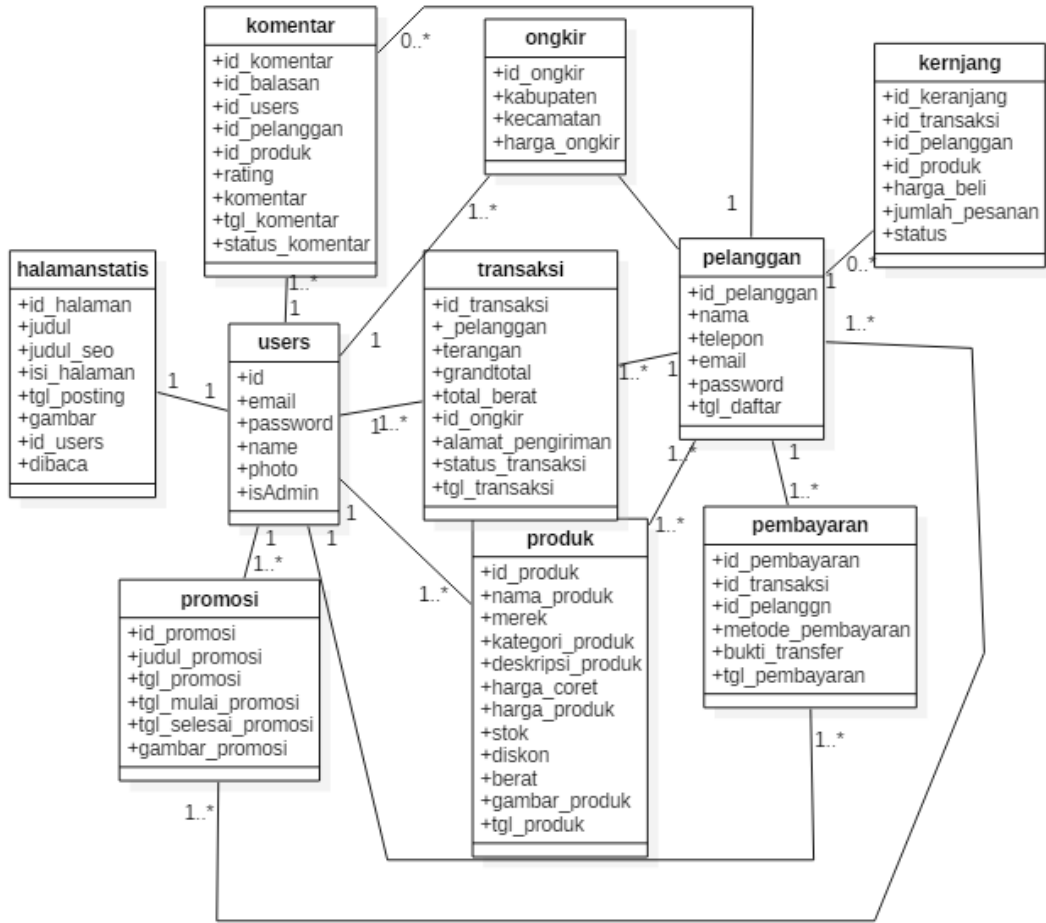 komentar
+id_komentar
+id_balasan
+id_users
+id_pelanggan
+id_produk
+rating
+komentar
+tgl_komentar
+status_komentar
0..*
1..*
1
ongkir
+id_ongkir
+kabupaten
+kecamatan
+harga_ongkir
1..*
1
1
kernjang
+id_keranjang
+id_transaksi
+id_pelanggan
+id_produk
+harga_beli
+jumlah_pesanan
+status
0..*
1
halamanstatis
+id_halaman
+judul
+judul_seo
+isi_halaman
+tgl_posting
+gambar
+id_users
+dibaca
1
1
users
+id
+email
+password
+name
+photo
+isAdmin
1
1..*
1
1
1
transaksi
+id_transaksi
+_pelanggan
+terangan
+grandtotal
+total_berat
+id_ongkir
+alamat_pengiriman
+status_transaksi
+tgl_transaksi
1..*
1
pelanggan
+id_pelanggan
+nama
+telepon
+email
+password
+tgl_daftar
1..*
1..*
1
1..*
1..*
promosi
+id_promosi
+judul_promosi
+tgl_promosi
+tgl_mulai_promosi
+tgl_selesai_promosi
+gambar_promosi
1..*
1..*
produk
+id_produk
+nama_produk
+merek
+kategori_produk
+deskripsi_produk
+harga_coret
+harga_produk
+stok
+diskon
+berat
+gambar_produk
+tgl_produk
1..*
1..*
pembayaran
+id_pembayaran
+id_transaksi
+id_pelanggn
+metode_pembayaran
+bukti_transfer
+tgl_pembayaran
1..*